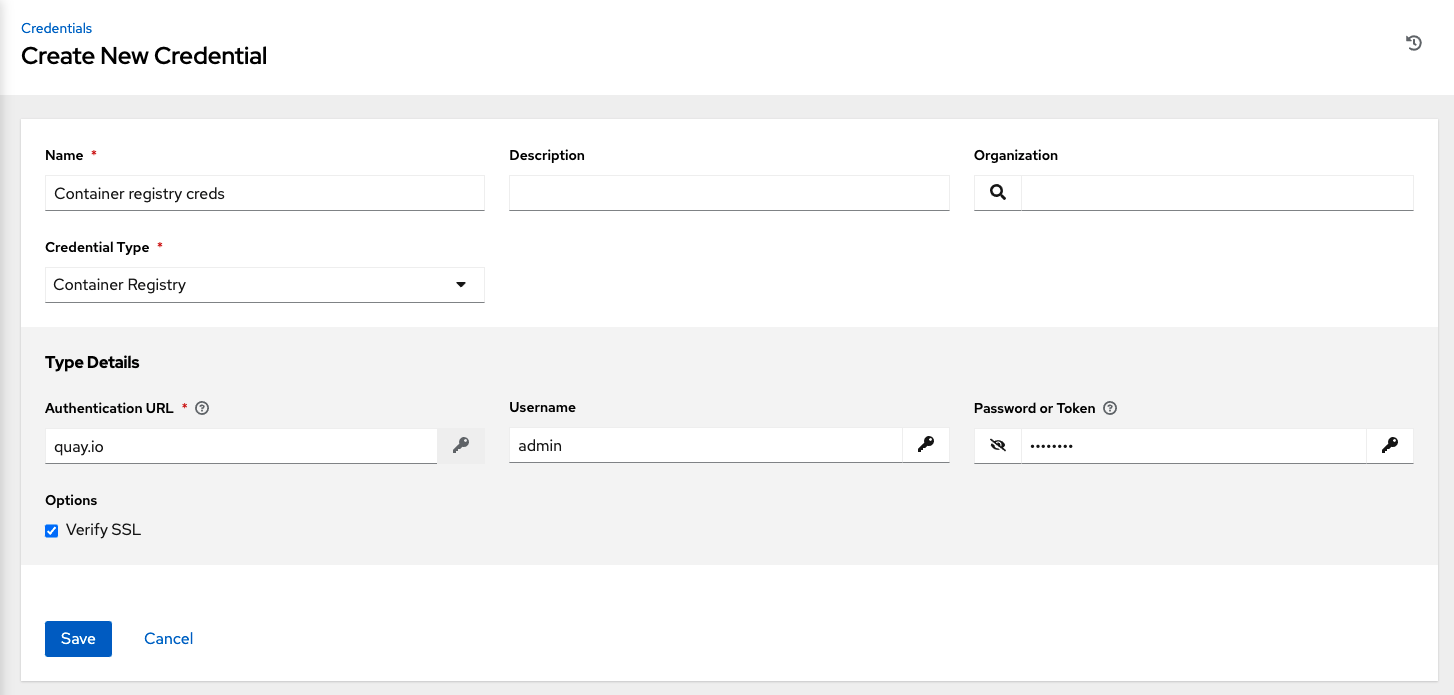 Credentials
Create New Credential
Name *
Description
Organization
Container registry creds
Credential Type *
Container Registry
Type Details
Authentication URL *
Username
Password or Token
quay.io
admin
••••••••
Options
Verify SSL
Save
Cancel